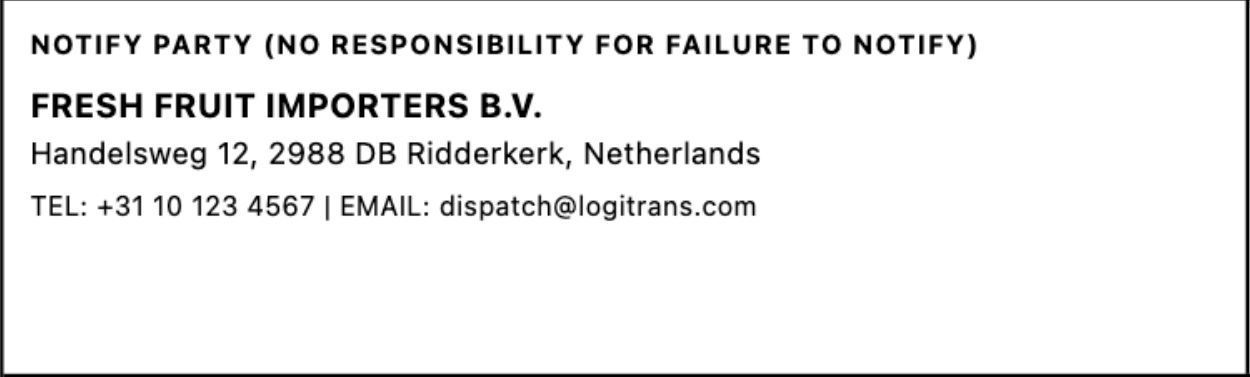 NOTIFY PARTY (NO RESPONSIBILITY FOR FAILURE TO NOTIFY)
FRESH FRUIT IMPORTERS B.V.
Handelsweg 12, 2988 DB Ridderkerk, Netherlands
TEL: +31 10 123 4567 | EMAIL: dispatch@logitrans.com